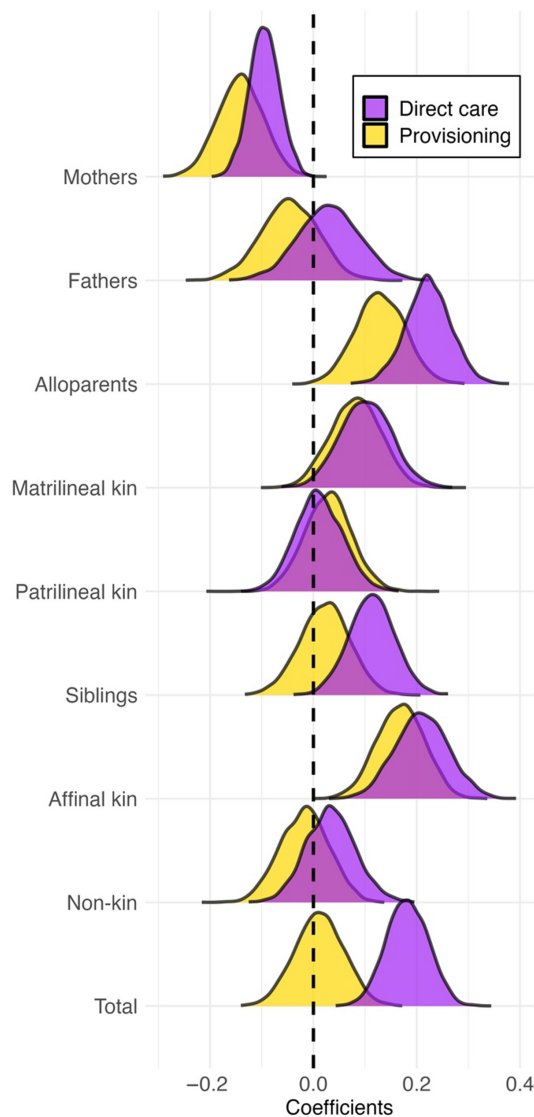 Direct care
Provisioning
Mothers
Fathers
Alloparents
Matrilineal kin
Patrilineal kin
Siblings
Affinal kin
Non-kin
Total
−0.2 0.0 0.2 0.4
Coefficients